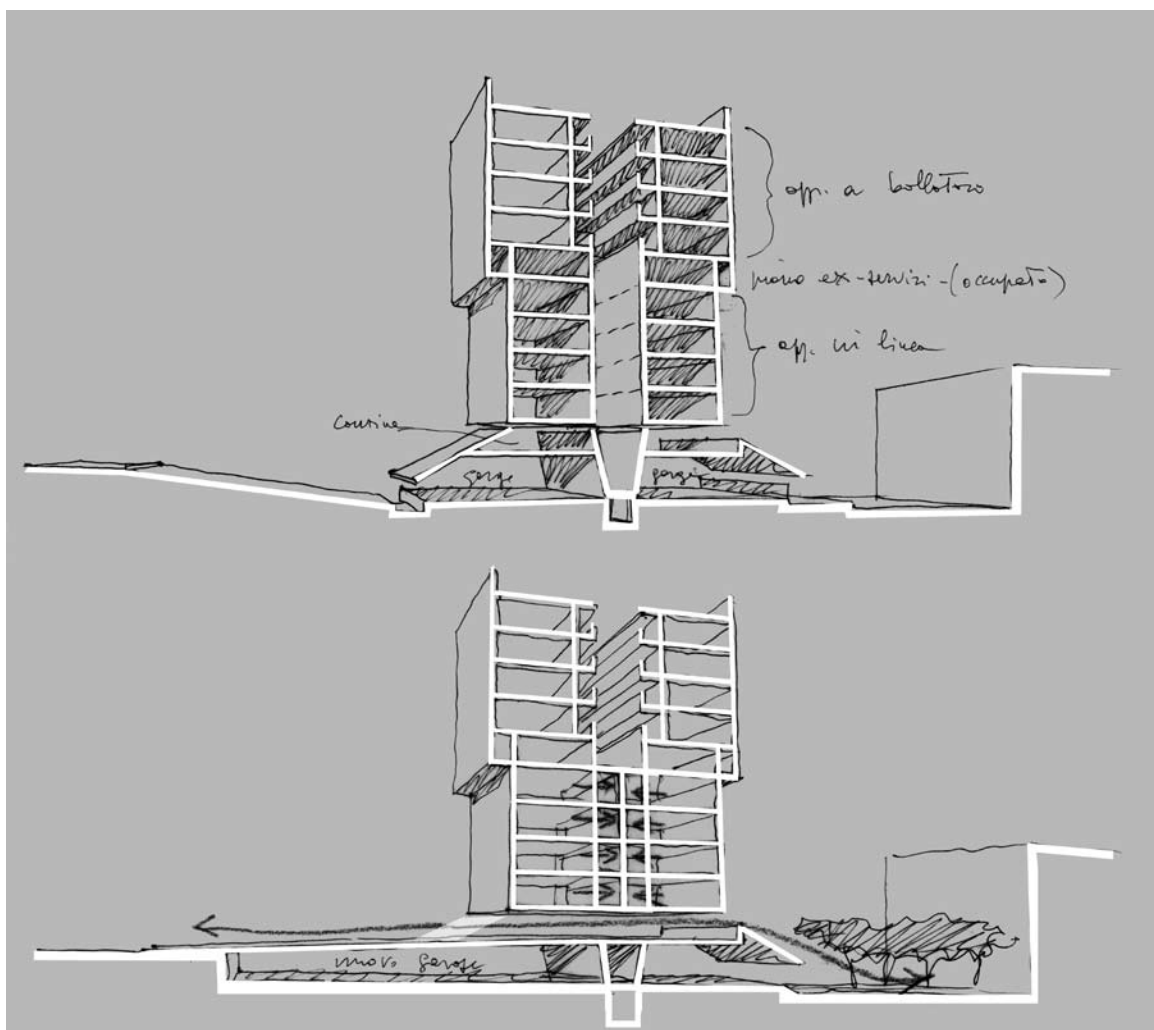 app. a ballatoio
piano ex-servizi-(occupato)
app. in linea
Cantine
garage
garage
nuovo garage